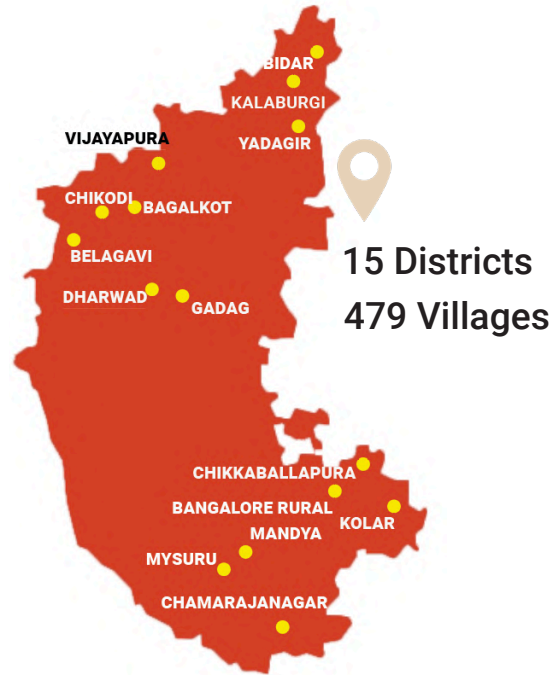 BIDAR
KALABURGI
YADAGIR
VIJAYAPURA
CHIKODI
BAGALKOT
BELAGAVI
DHARWAD
GADAG
15 Districts
479 Villages
CHIKKABALLAPURA
BANGALORE RURAL
KOLAR
MANDYA
MYSURU
CHAMARAJANAGAR